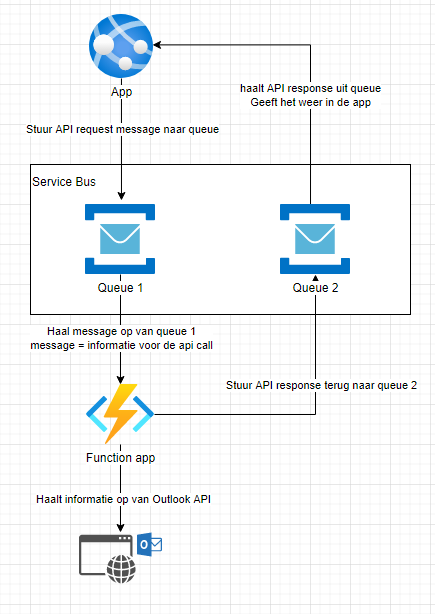 App
haalt API response uit queue
Geeft het weer in de app
Stuur API request message naar queue
Service Bus
Queue 1
Queue 2
Haal message op van queue 1
message = informatie voor de api call
Stuur API response terug naar queue 2
Function app
Haalt informatie op van Outlook API